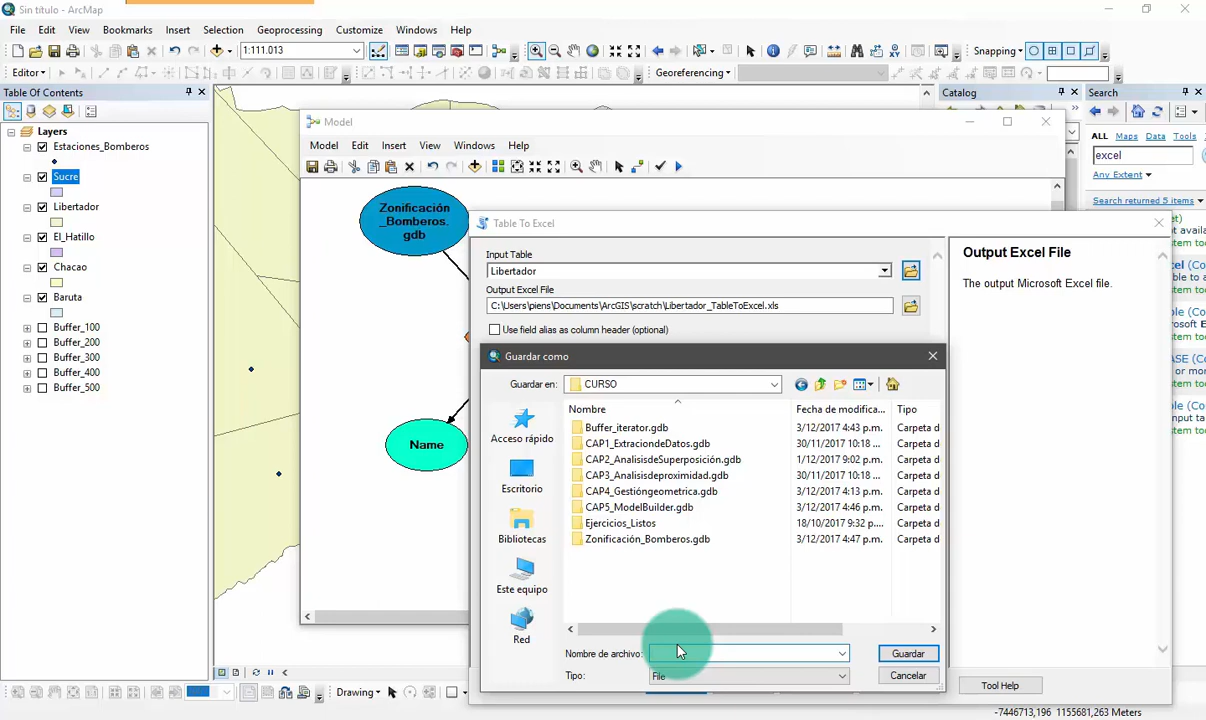 Sin título - ArcMap
File Edit View Bookmarks Insert Selection Geoprocessing Customize Windows Help
1:111.013
Snapping
Editor
Georeferencing
Table Of Contents
Layers
Estaciones_Bomberos
Sucre
Libertador
El_Hatillo
Chacao
Baruta
Buffer_100
Buffer_200
Buffer_300
Buffer_400
Buffer_500
Model
Model Edit Insert View Windows Help
Zonificación
_Bomberos.
gdb
Name
Table To Excel
Input Table
Libertador
Output Excel File
C:\Users\piens\Documents\ArcGIS\scratch\Libertador_TableToExcel.xls
Use field alias as column header (optional)
Output Excel File
The output Microsoft Excel file.
Tool Help
Guardar como
Guardar en: CURSO
Nombre Fecha de modifica... Tipo
Buffer_iterator.gdb 3/12/2017 4:43 p.m. Carpeta d
CAP1_ExtraciondeDatos.gdb 30/11/2017 10:18 ... Carpeta d
CAP2_AnalisisdeSuperposición.gdb 1/12/2017 9:02 p.m. Carpeta d
CAP3_Analisisdeproximidad.gdb 30/11/2017 10:18 ... Carpeta d
CAP4_Gestióngeometrica.gdb 3/12/2017 4:13 p.m. Carpeta d
CAP5_ModelBuilder.gdb 3/12/2017 4:46 p.m. Carpeta d
Ejercicios_Listos 18/10/2017 9:32 p.... Carpeta d
Zonificación_Bomberos.gdb 3/12/2017 4:47 p.m. Carpeta d
Acceso rápido
Escritorio
Bibliotecas
Este equipo
Red
Nombre de archivo:
Guardar
Tipo: File
Cancelar
Catalog
Search
ALL Maps Data Tools
excel
Any Extent
Search returned 5 items
Drawing
-7446713,196 1155681,263 Meters